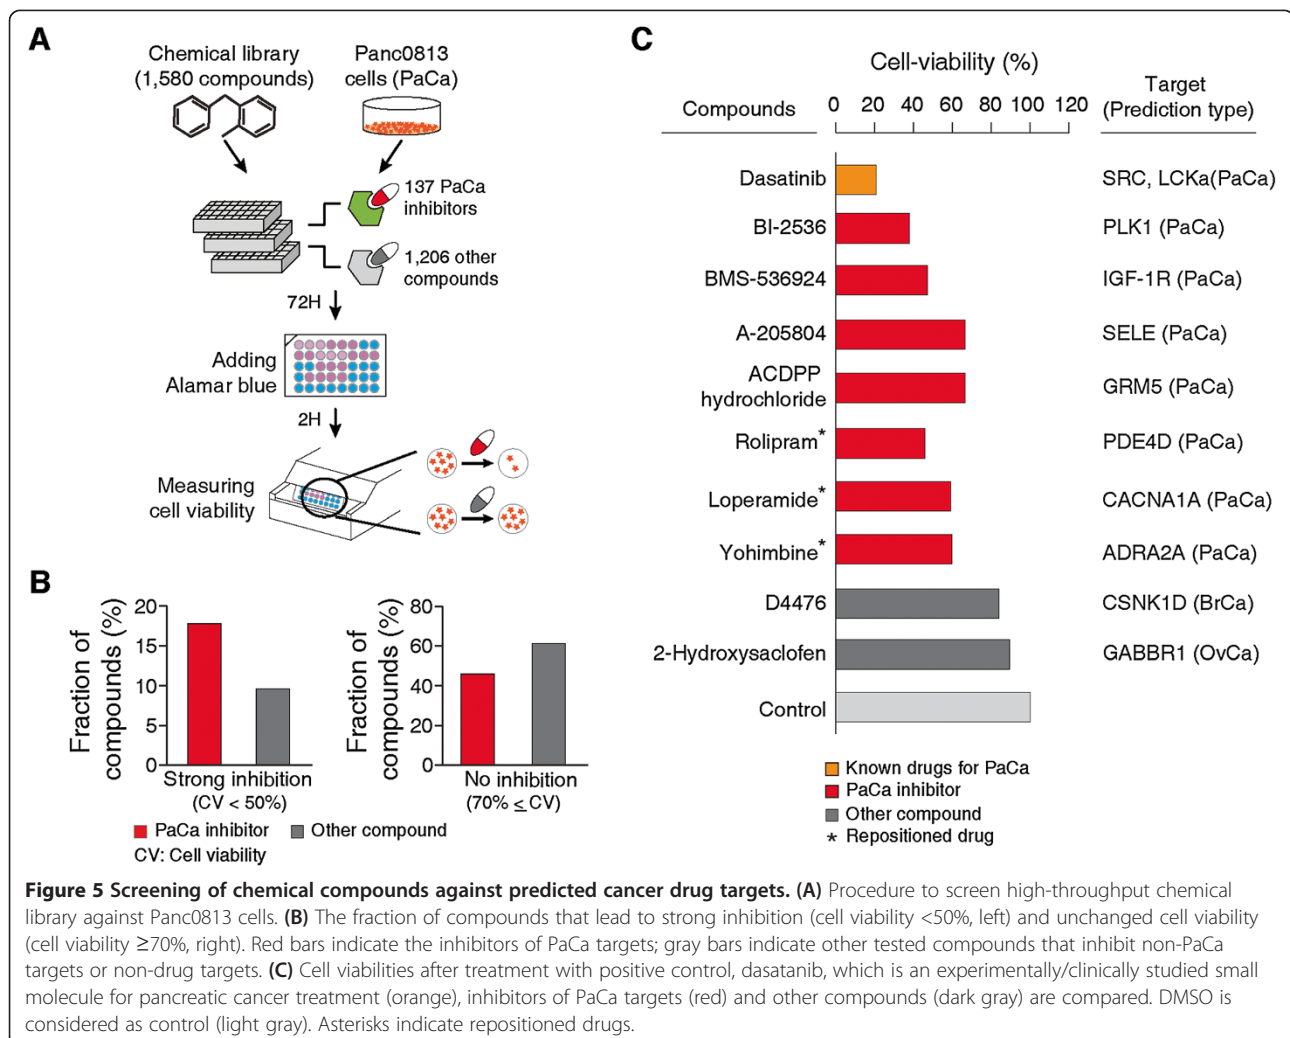 A
Chemical library
(1,580 compounds)
Panc0813
cells (PaCa)
137 PaCa
inhibitors
1,206 other
compounds
72H
Adding
Alamar blue
2H
Measuring
cell viability
B
Fraction of
compounds (%)
20
15
10
5
0
Strong inhibition
(CV < 50%)
Fraction of
compounds (%)
80
60
40
20
0
No inhibition
(70% ≤ CV)
PaCa inhibitor
Other compound
CV: Cell viability
C
Cell-viability (%)
Compounds
0 20 40 60 80 100 120
Target
(Prediction type)
Dasatinib SRC, LCKa(PaCa)
BI-2536 PLK1 (PaCa)
BMS-536924 IGF-1R (PaCa)
A-205804 SELE (PaCa)
ACDPP
hydrochloride GRM5 (PaCa)
Rolipram* PDE4D (PaCa)
Loperamide* CACNA1A (PaCa)
Yohimbine* ADRA2A (PaCa)
D4476 CSNK1D (BrCa)
2-Hydroxysaclofen GABBR1 (OvCa)
Control
Known drugs for PaCa
PaCa inhibitor
Other compound
* Repositioned drug
Figure 5 Screening of chemical compounds against predicted cancer drug targets. (A) Procedure to screen high-throughput chemical
library against Panc0813 cells. (B) The fraction of compounds that lead to strong inhibition (cell viability <50%, left) and unchanged cell viability
(cell viability ≥70%, right). Red bars indicate the inhibitors of PaCa targets; gray bars indicate other tested compounds that inhibit non-PaCa
targets or non-drug targets. (C) Cell viabilities after treatment with positive control, dasatanib, which is an experimentally/clinically studied small
molecule for pancreatic cancer treatment (orange), inhibitors of PaCa targets (red) and other compounds (dark gray) are compared. DMSO is
considered as control (light gray). Asterisks indicate repositioned drugs.